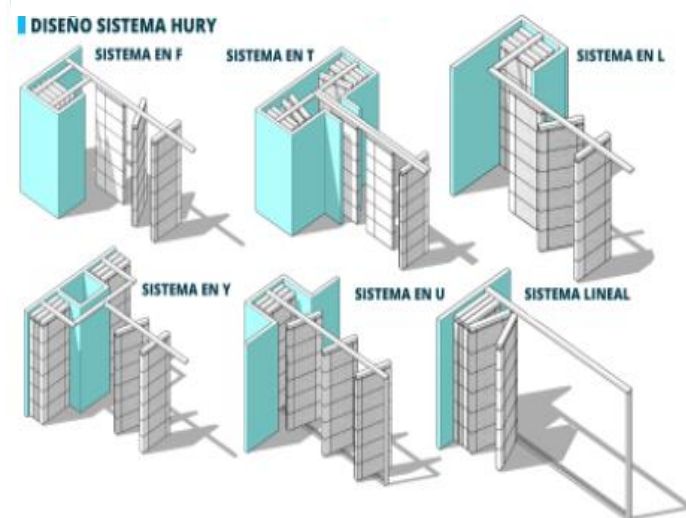 DISEÑO SISTEMA HURY
SISTEMA EN F
SISTEMA EN T
SISTEMA EN L
SISTEMA EN Y
SISTEMA EN U
SISTEMA LINEAL